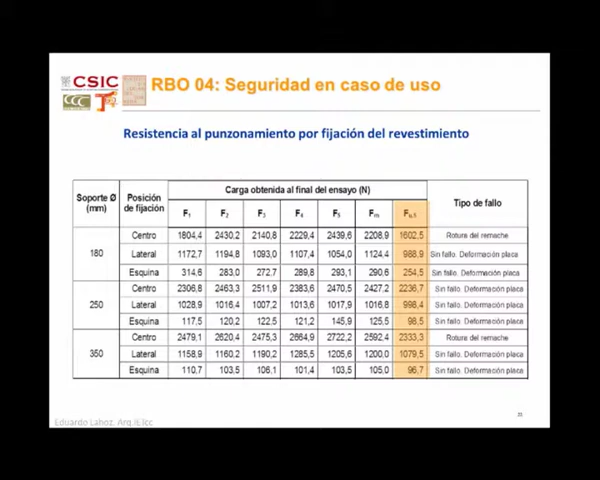 CSIC
RBO 04: Seguridad en caso de uso
Resistencia al punzonamiento por fijación del revestimiento
Soporte Ø (mm) Posición de fijación Carga obtenida al final del ensayo (N) Tipo de fallo
F1 F2 F3 F4 F5 Fm
180 Centro 1804,4 2430,2 2140,8 2229,4 2439,6 2208,9 1602,5 Rotura del remache
Lateral 1172,7 1194,8 1093,0 1107,4 1054,0 1124,4 988,9 Sin fallo. Deformación placa
Esquina 314,6 283,0 272,7 289,8 293,1 290,6 254,5 Sin fallo. Deformación placa
250 Centro 2306,8 2463,3 2511,9 2383,6 2470,5 2427,2 2236,7 Sin fallo. Deformación placa
Lateral 1028,9 1016,4 1007,2 1013,6 1017,9 1016,8 998,4 Sin fallo. Deformación placa
Esquina 117,5 120,2 122,5 121,2 145,9 125,5 98,5 Sin fallo. Deformación placa
350 Centro 2479,1 2620,4 2475,3 2664,9 2722,2 2592,4 2333,3 Rotura del remache
Lateral 1158,9 1160,2 1190,2 1285,5 1205,6 1200,0 1079,5 Sin fallo. Deformación placa
Esquina 110,7 103,5 106,1 101,4 103,5 105,0 96,7 Sin fallo. Deformación placa
Eduardo Lahoz. Arq.IETcc